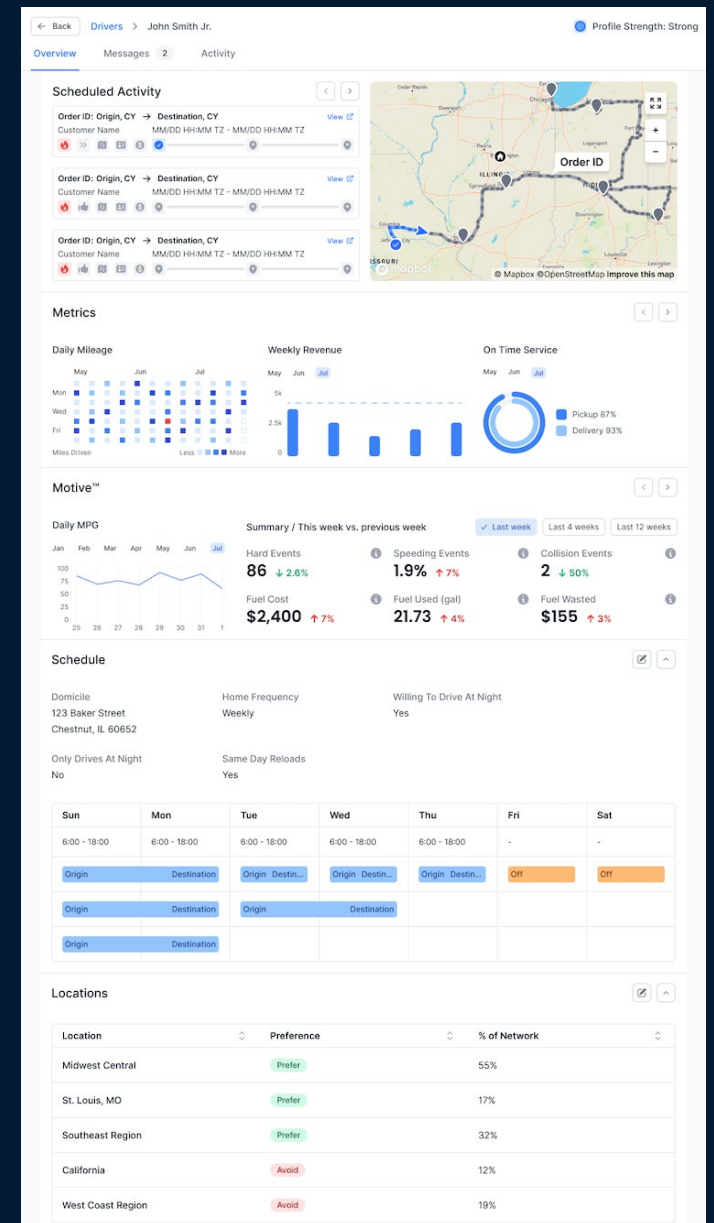 ← Back Drivers > John Smith Jr. Profile Strength: Strong
Overview Messages 2 Activity
Scheduled Activity
Order ID: Origin, CY → Destination, CY View
Customer Name MM/DD HH:MM TZ - MM/DD HH:MM TZ
Order ID: Origin, CY → Destination, CY View
Customer Name MM/DD HH:MM TZ - MM/DD HH:MM TZ
Order ID: Origin, CY → Destination, CY View
Customer Name MM/DD HH:MM TZ - MM/DD HH:MM TZ
Cedar Rapids
Davenport
Peoria
Logansport
Order ID
ILLINOIS
Bloomington
Louisville
Lexington
Evansville
mapbox
© Mapbox © OpenStreetMap Improve this map
Metrics
Daily Mileage
May Jun Jul
Mon
Wed
Fri
Miles Driven Less More
Weekly Revenue
May Jun Jul
5k
2.5k
0
On Time Service
May Jun Jul
Pickup 87%
Delivery 93%
Motive™
Daily MPG
Jan Feb Mar Apr May Jun Jul
100
75
50
25
0
25 26 27 28 29 30 31 1
Summary / This week vs. previous week
✓ Last week Last 4 weeks Last 12 weeks
Hard Events Speeding Events Collision Events
86 ↓ 2.6% 1.9% ↑ 7% 2 ↓ 50%
Fuel Cost Fuel Used (gal) Fuel Wasted
$2,400 ↑ 7% 21.73 ↑ 4% $155 ↑ 3%
Schedule
Domicile Home Frequency Willing To Drive At Night
123 Baker Street Weekly Yes
Chestnut, IL 60652
Only Drives At Night Same Day Reloads
No Yes
Sun Mon Tue Wed Thu Fri Sat
6:00 - 18:00 6:00 - 18:00 6:00 - 18:00 6:00 - 18:00 6:00 - 18:00 - -
Origin Destination Origin Destin... Origin Destin... Origin Destin... Off Off
Origin Destination Origin Destination
Origin Destination
Locations
Location Preference % of Network
Midwest Central Prefer 55%
St. Louis, MO Prefer 17%
Southeast Region Prefer 32%
California Avoid 12%
West Coast Region Avoid 19%